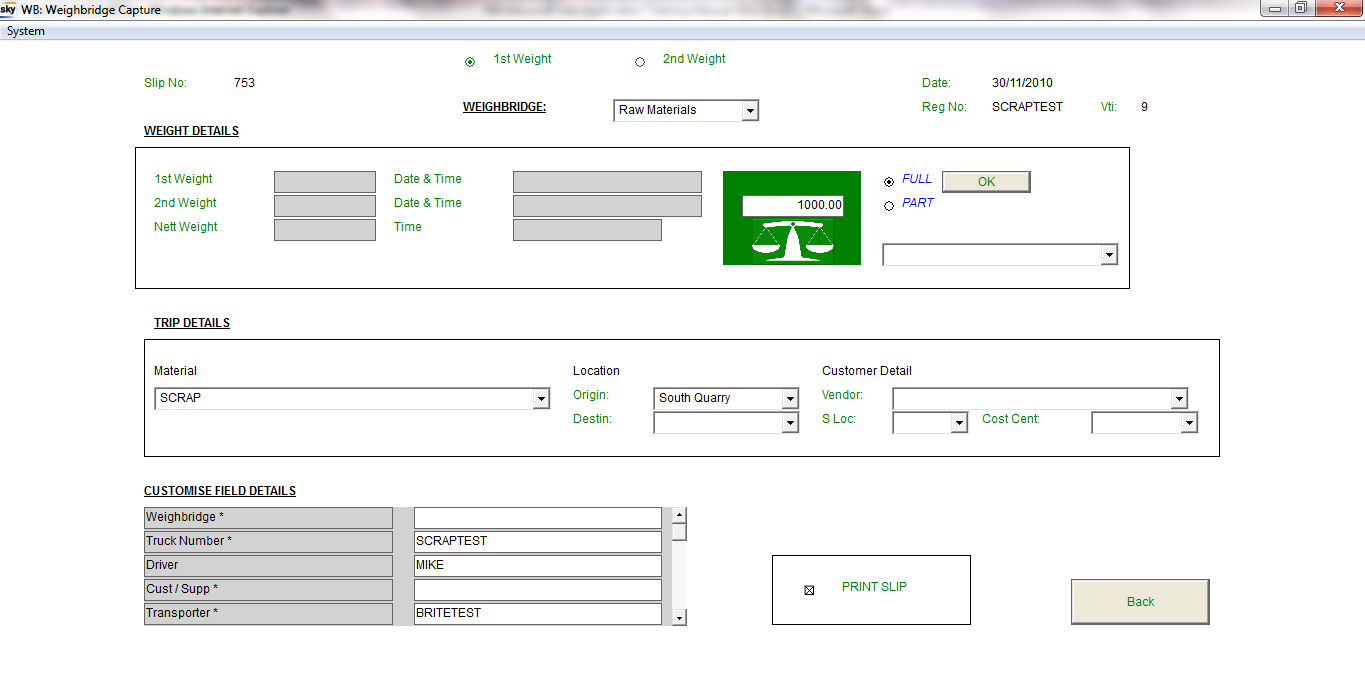 sky WB: Weighbridge Capture
System
1st Weight 2nd Weight
Slip No: 753 Date: 30/11/2010
WEIGHBRIDGE: Raw Materials Reg No: SCRAPTEST Vti: 9
WEIGHT DETAILS
1st Weight Date & Time FULL OK
2nd Weight Date & Time 1000.00 PART
Nett Weight Time
TRIP DETAILS
Material Location Customer Detail
SCRAP Origin: South Quarry Vendor:
Destin: S Loc: Cost Cent:
CUSTOMISE FIELD DETAILS
Weighbridge *
Truck Number * SCRAPTEST
Driver MIKE
Cust / Supp * PRINT SLIP
Transporter * BRITETEST Back